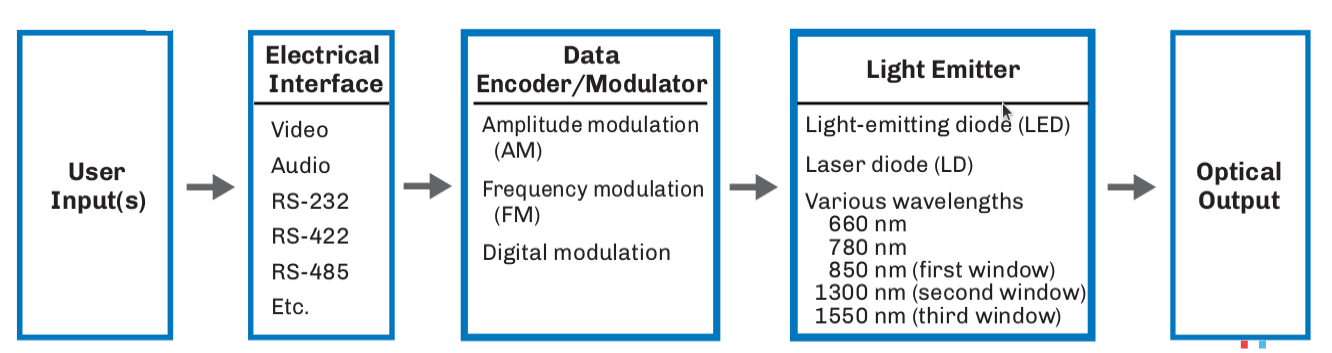 User
Input(s)
Electrical
Interface
Video
Audio
RS-232
RS-422
RS-485
Etc.
Data
Encoder/Modulator
Amplitude modulation
(AM)
Frequency modulation
(FM)
Digital modulation
Light Emitter
Light-emitting diode (LED)
Laser diode (LD)
Various wavelengths
660 nm
780 nm
850 nm (first window)
1300 nm (second window)
1550 nm (third window)
Optical
Output